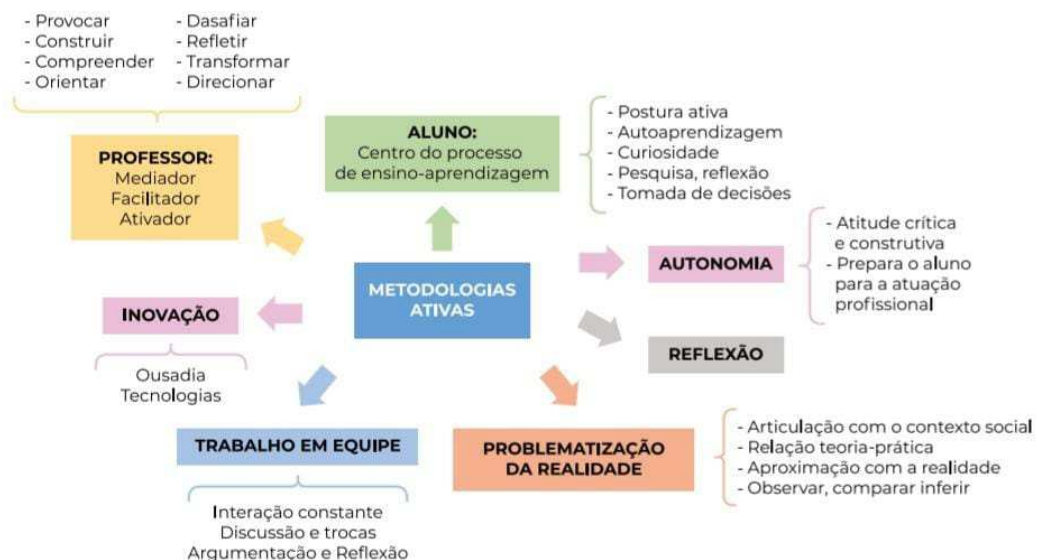 - Provocar
- Construir
- Compreender
- Orientar
- Dasafiar
- Refletir
- Transformar
- Direcionar
PROFESSOR:
Mediador
Facilitador
Ativador
ALUNO:
Centro do processo
de ensino-aprendizagem
- Postura ativa
- Autoaprendizagem
- Curiosidade
- Pesquisa, reflexão
- Tomada de decisões
METODOLOGIAS
ATIVAS
AUTONOMIA
- Atitude crítica
e construtiva
- Prepara o aluno
para a atuação
profissional
INOVAÇÃO
Ousadia
Tecnologias
REFLEXÃO
TRABALHO EM EQUIPE
Interação constante
Discussão e trocas
Argumentação e Reflexão
PROBLEMATIZAÇÃO
DA REALIDADE
- Articulação com o contexto social
- Relação teoria-prática
- Aproximação com a realidade
- Observar, comparar inferir